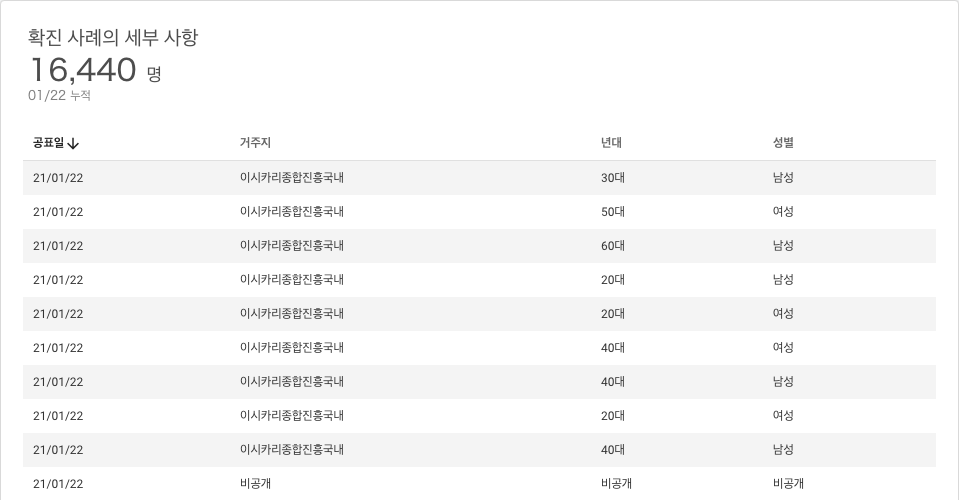 확진 사례의 세부 사항
16,440 명
01/22 누적
공표일 거주지 년대 성별
21/01/22 이시카리종합진흥국내 30대 남성
21/01/22 이시카리종합진흥국내 50대 여성
21/01/22 이시카리종합진흥국내 60대 남성
21/01/22 이시카리종합진흥국내 20대 남성
21/01/22 이시카리종합진흥국내 20대 여성
21/01/22 이시카리종합진흥국내 40대 여성
21/01/22 이시카리종합진흥국내 40대 남성
21/01/22 이시카리종합진흥국내 20대 여성
21/01/22 이시카리종합진흥국내 40대 남성
21/01/22 비공개 비공개 비공개